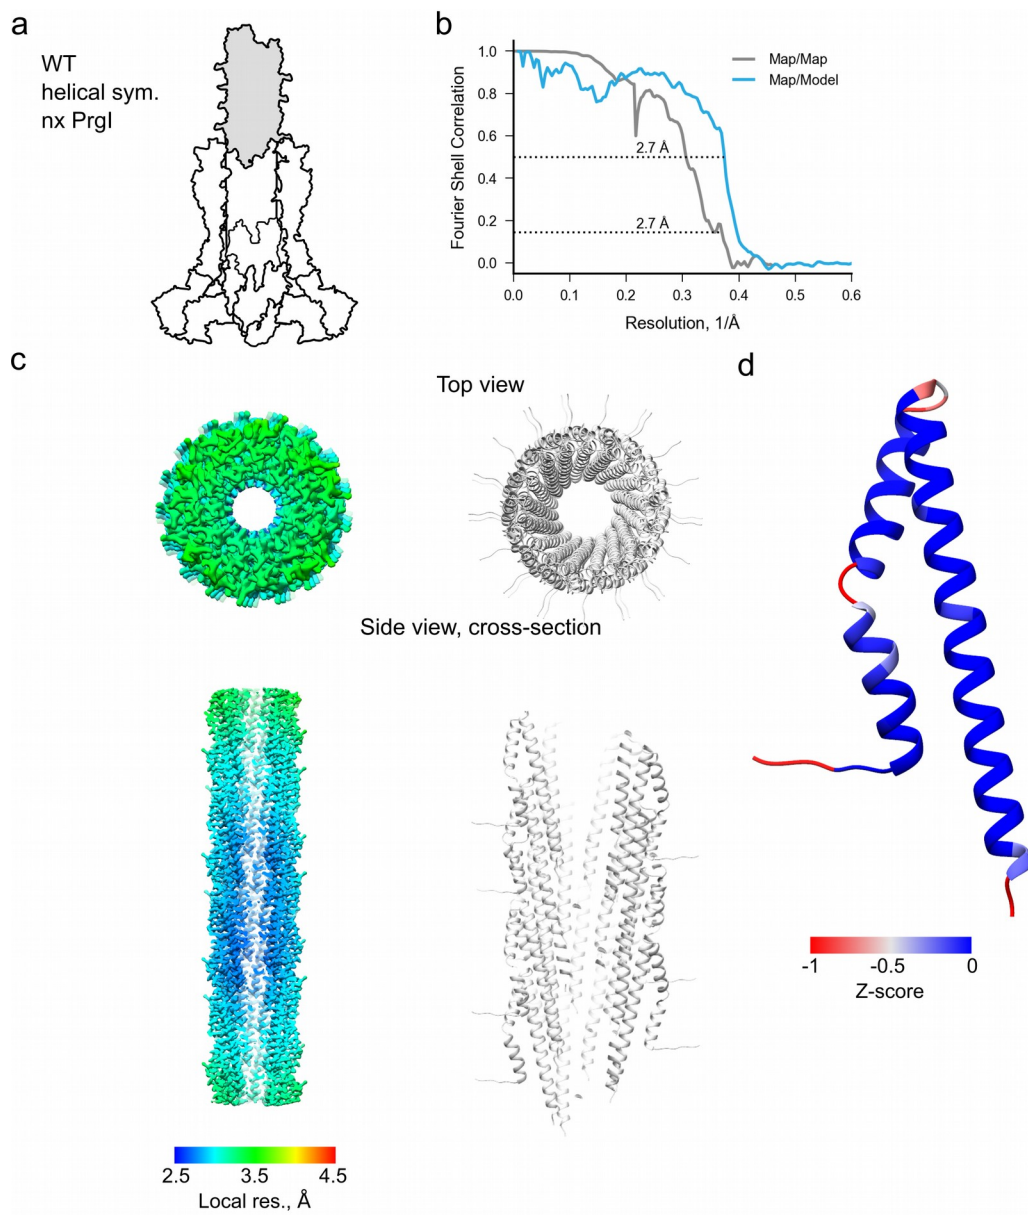 a
WT
helical sym.
nx PrgI
b
Fourier Shell Correlation
1.0
0.8
0.6
0.4
0.2
0.0
Map/Map
Map/Model
2.7 Å
2.7 Å
0.0 0.1 0.2 0.3 0.4 0.5 0.6
Resolution, 1/Å
c
Top view
Side view, cross-section
2.5 3.5 4.5
Local res., Å
d
-1 -0.5 0
Z-score